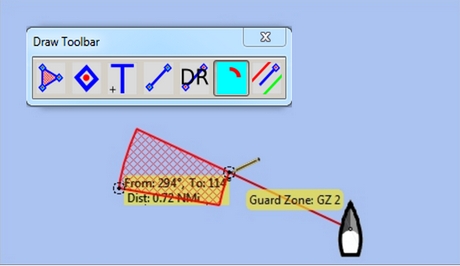 Draw Toolbar
T
DR
From: 294°, To: 114
Dist: 0.72 NMi
Guard Zone: GZ 2